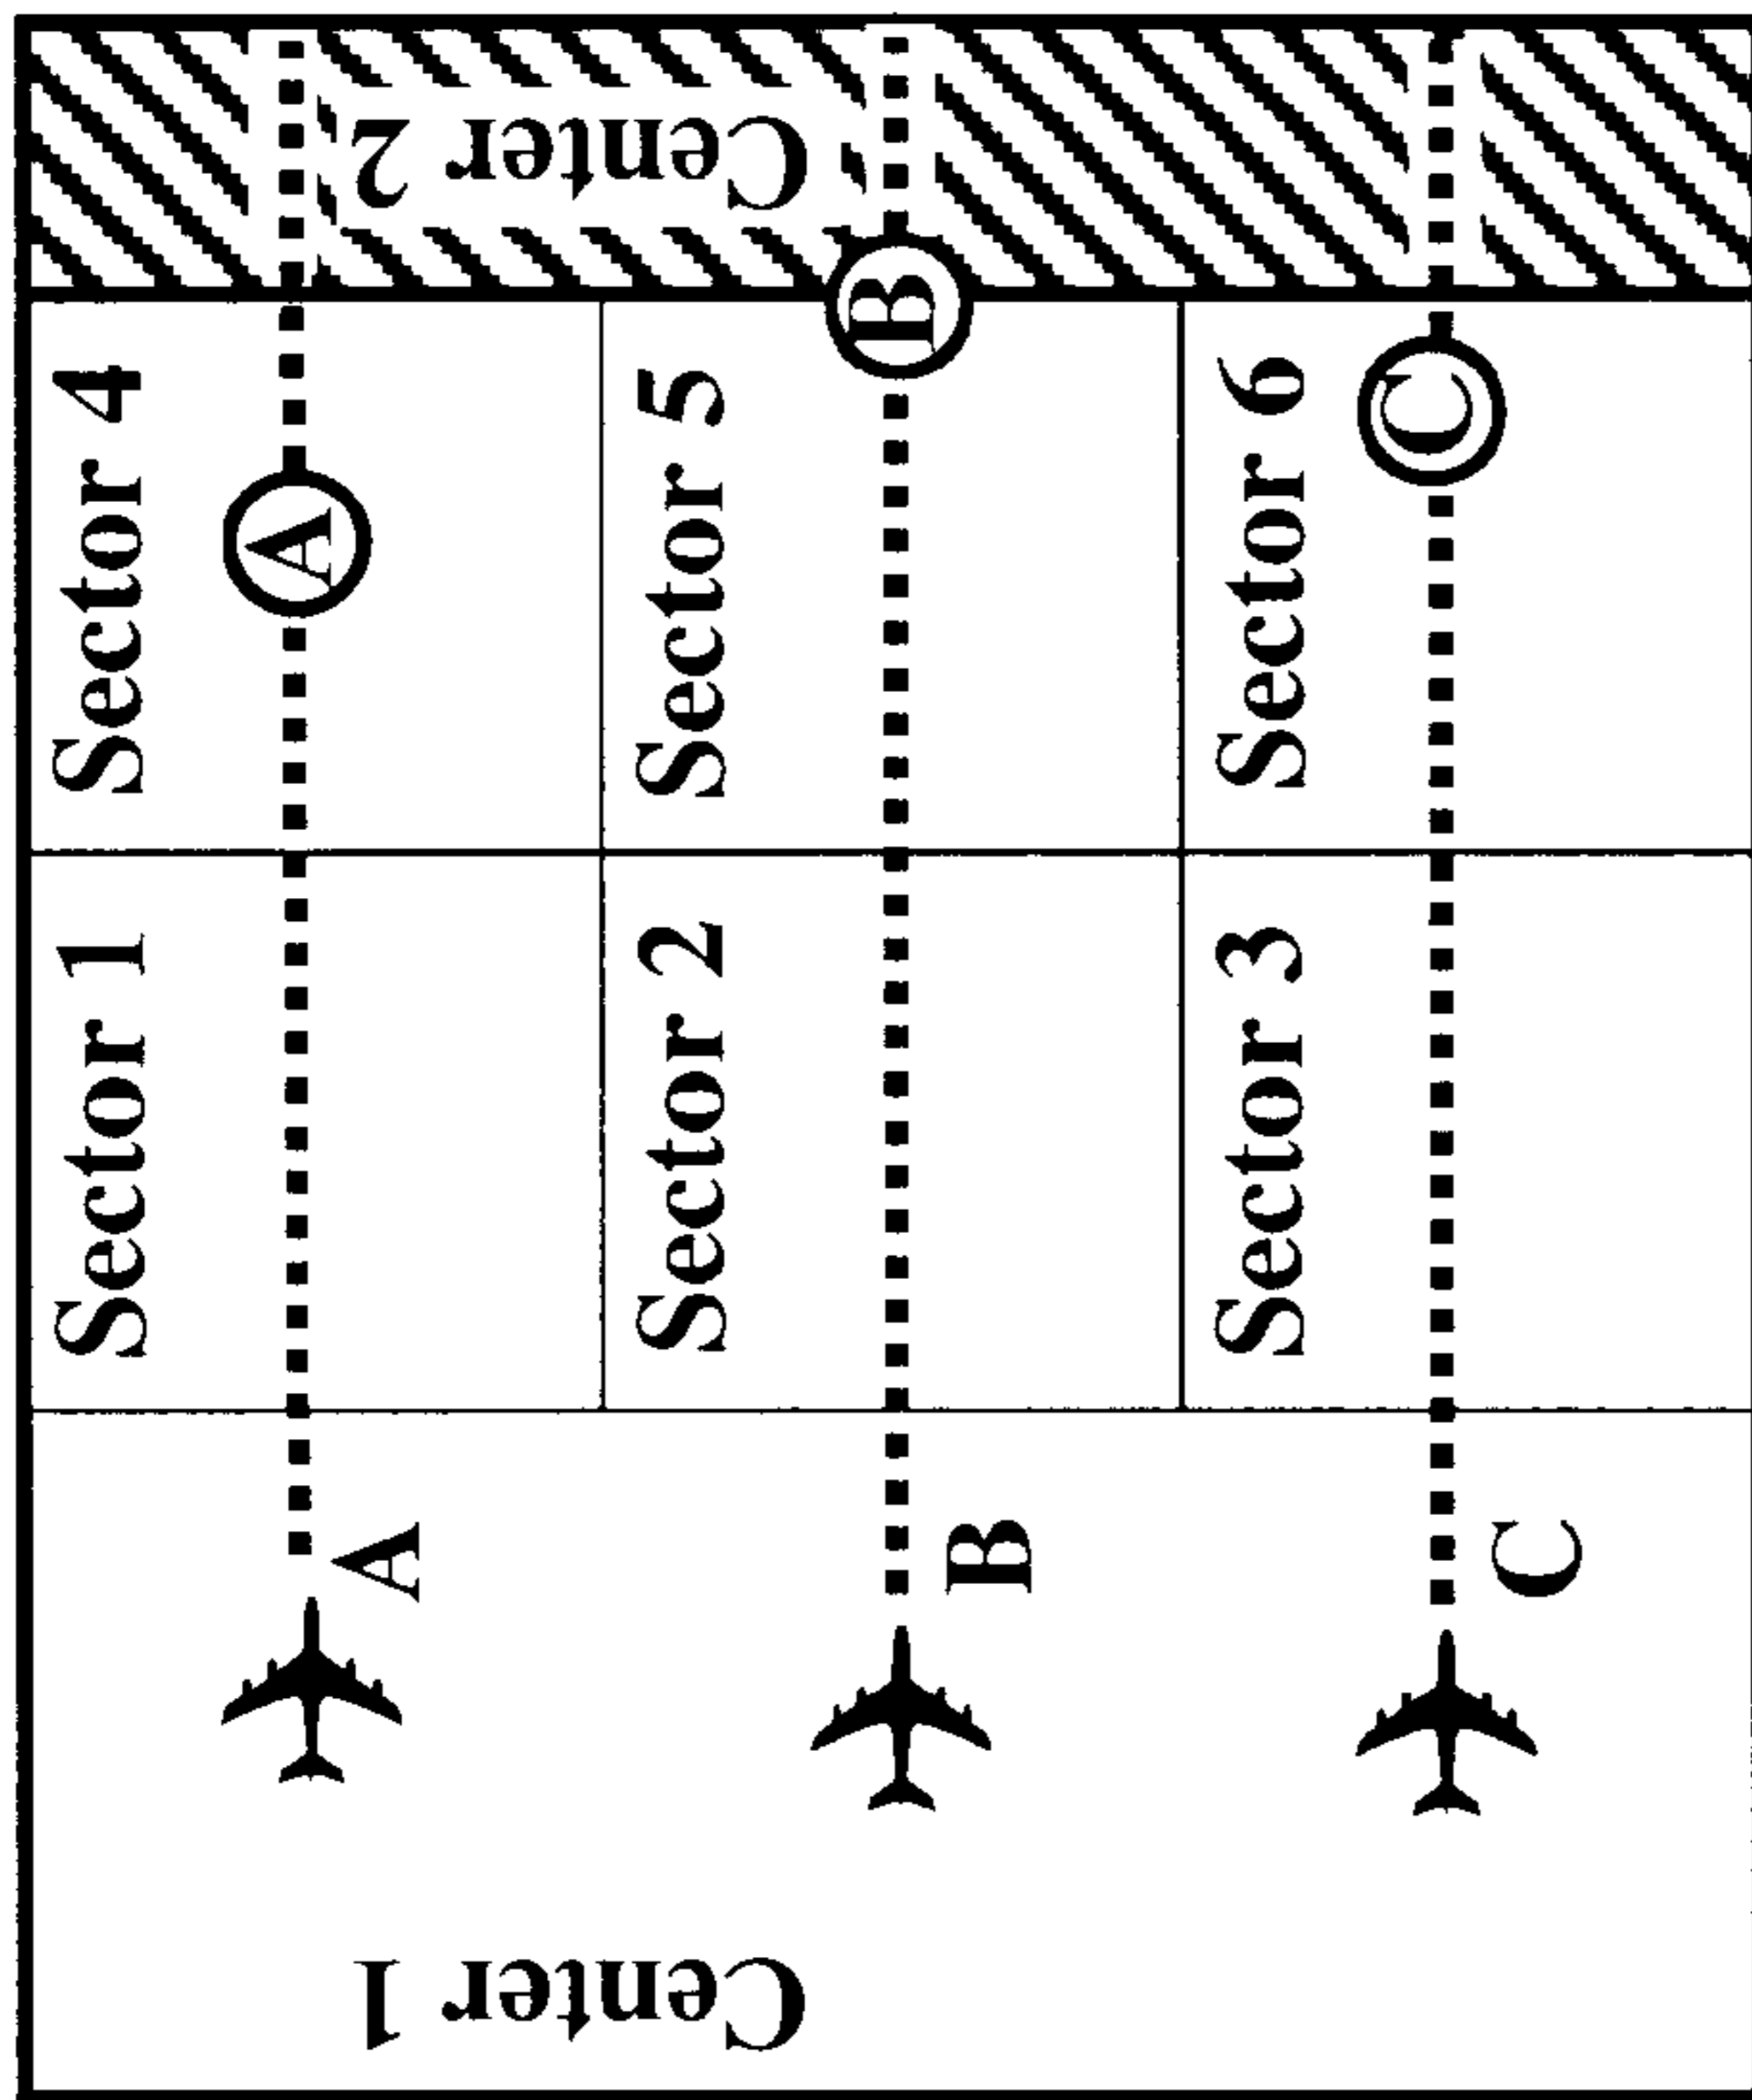 Center 1
A
B
C
Sector 1
Sector 2
Sector 3
Sector 4
A
Sector 5
B
Sector 6
C
Center 2